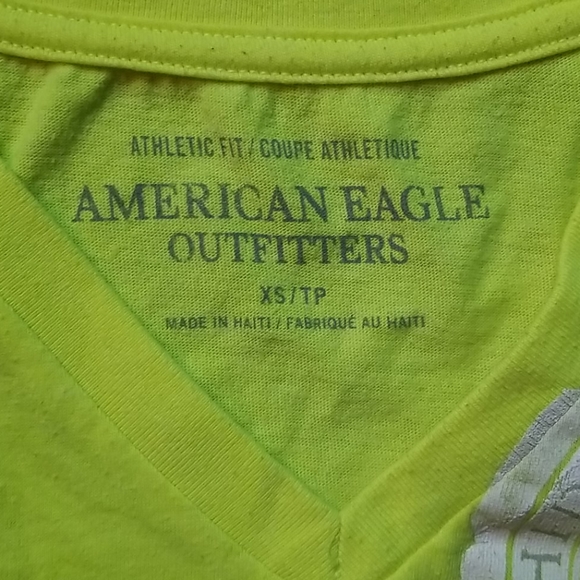 ATHLETIC FIT / COUPE ATHLETIQUE
AMERICAN EAGLE
OUTFITTERS
XS/TP
MADE IN HAITI / FABRIQUÉ AU HAITI